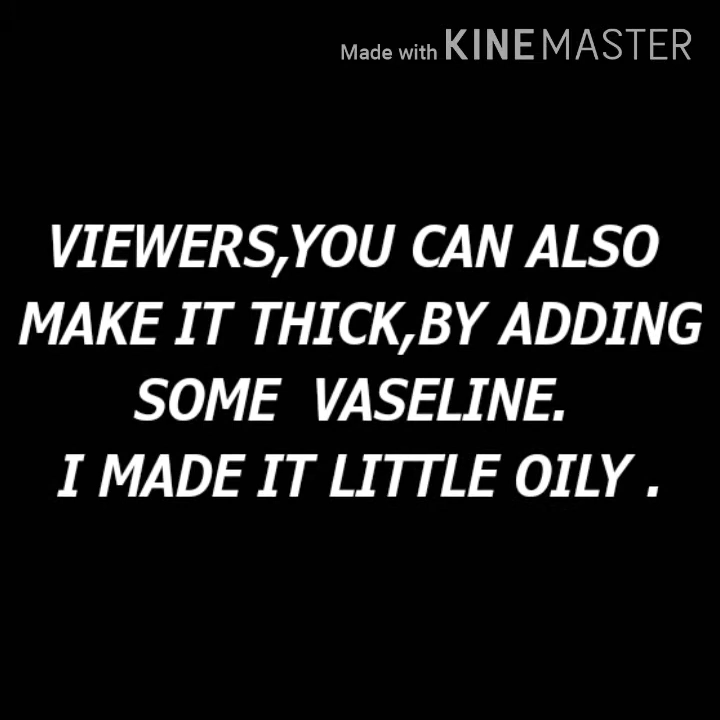 Made with KINEMASTER
VIEWERS,YOU CAN ALSO
MAKE IT THICK,BY ADDING
SOME VASELINE.
I MADE IT LITTLE OILY .